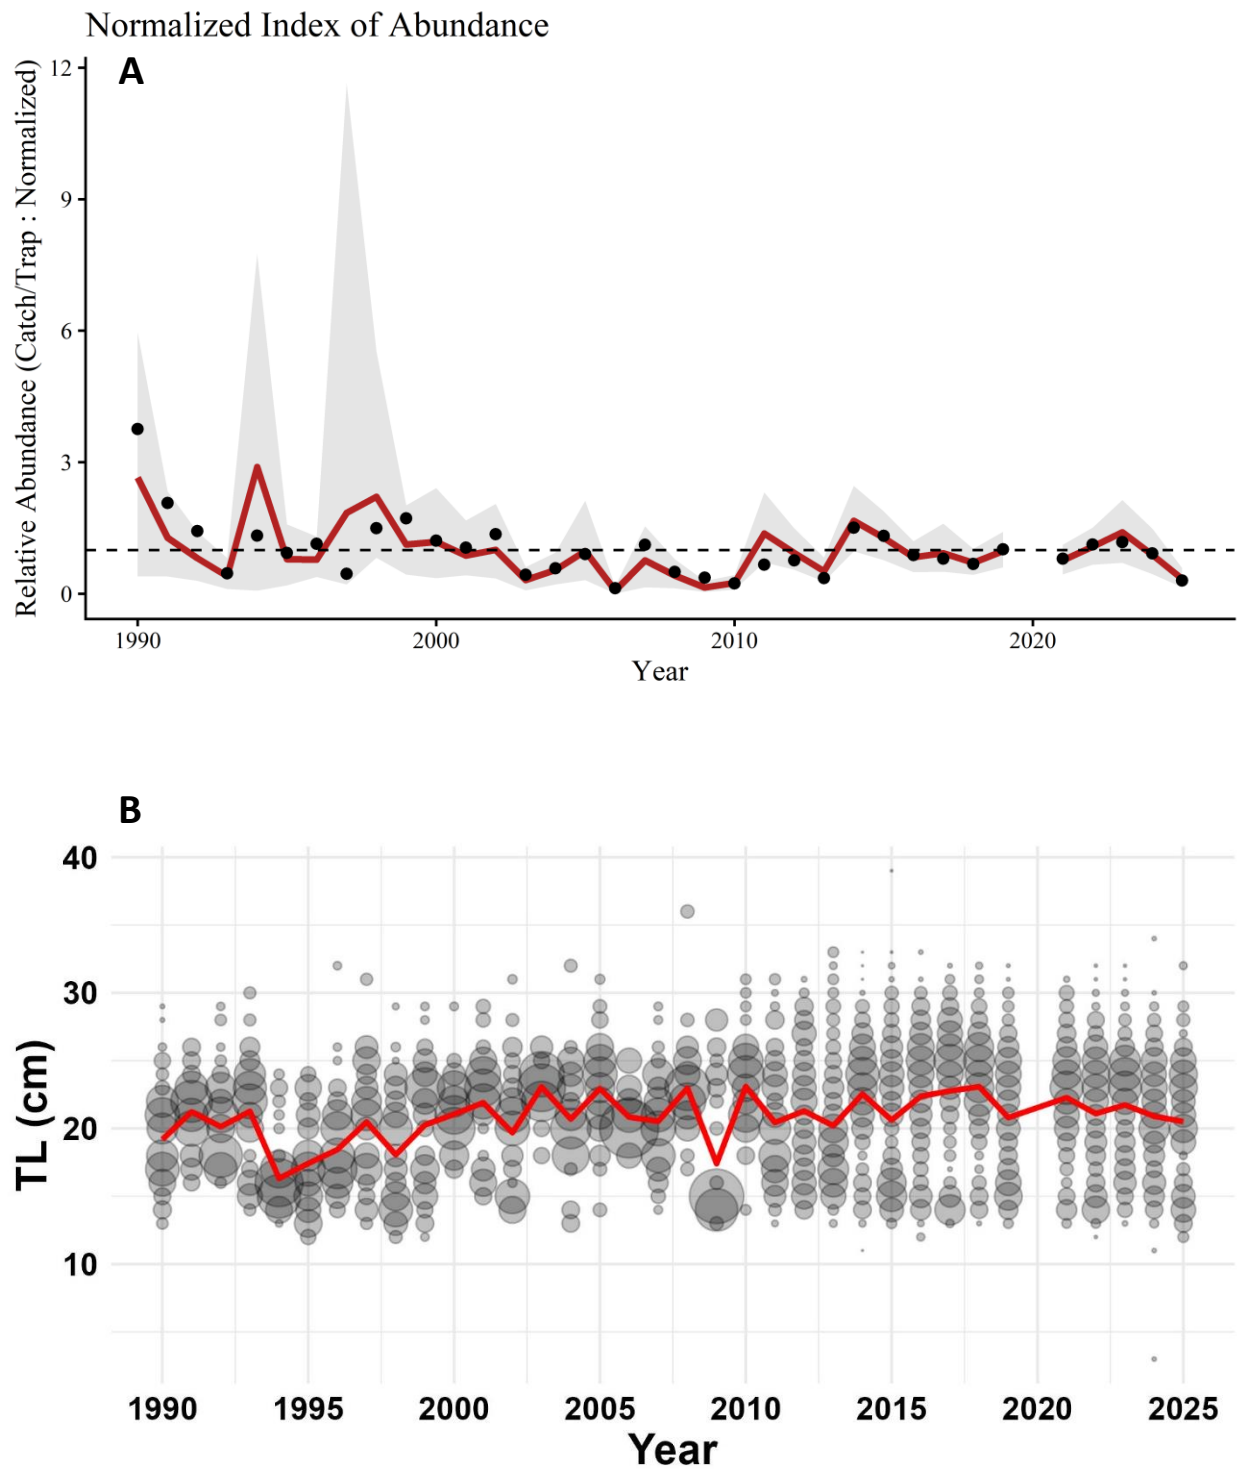 Normalized Index of Abundance
A
Relative Abundance (Catch/Trap : Normalized)
12
9
6
3
0
1990 2000 2010 2020
Year
B
TL (cm)
40
30
20
10
1990 1995 2000 2005 2010 2015 2020 2025
Year